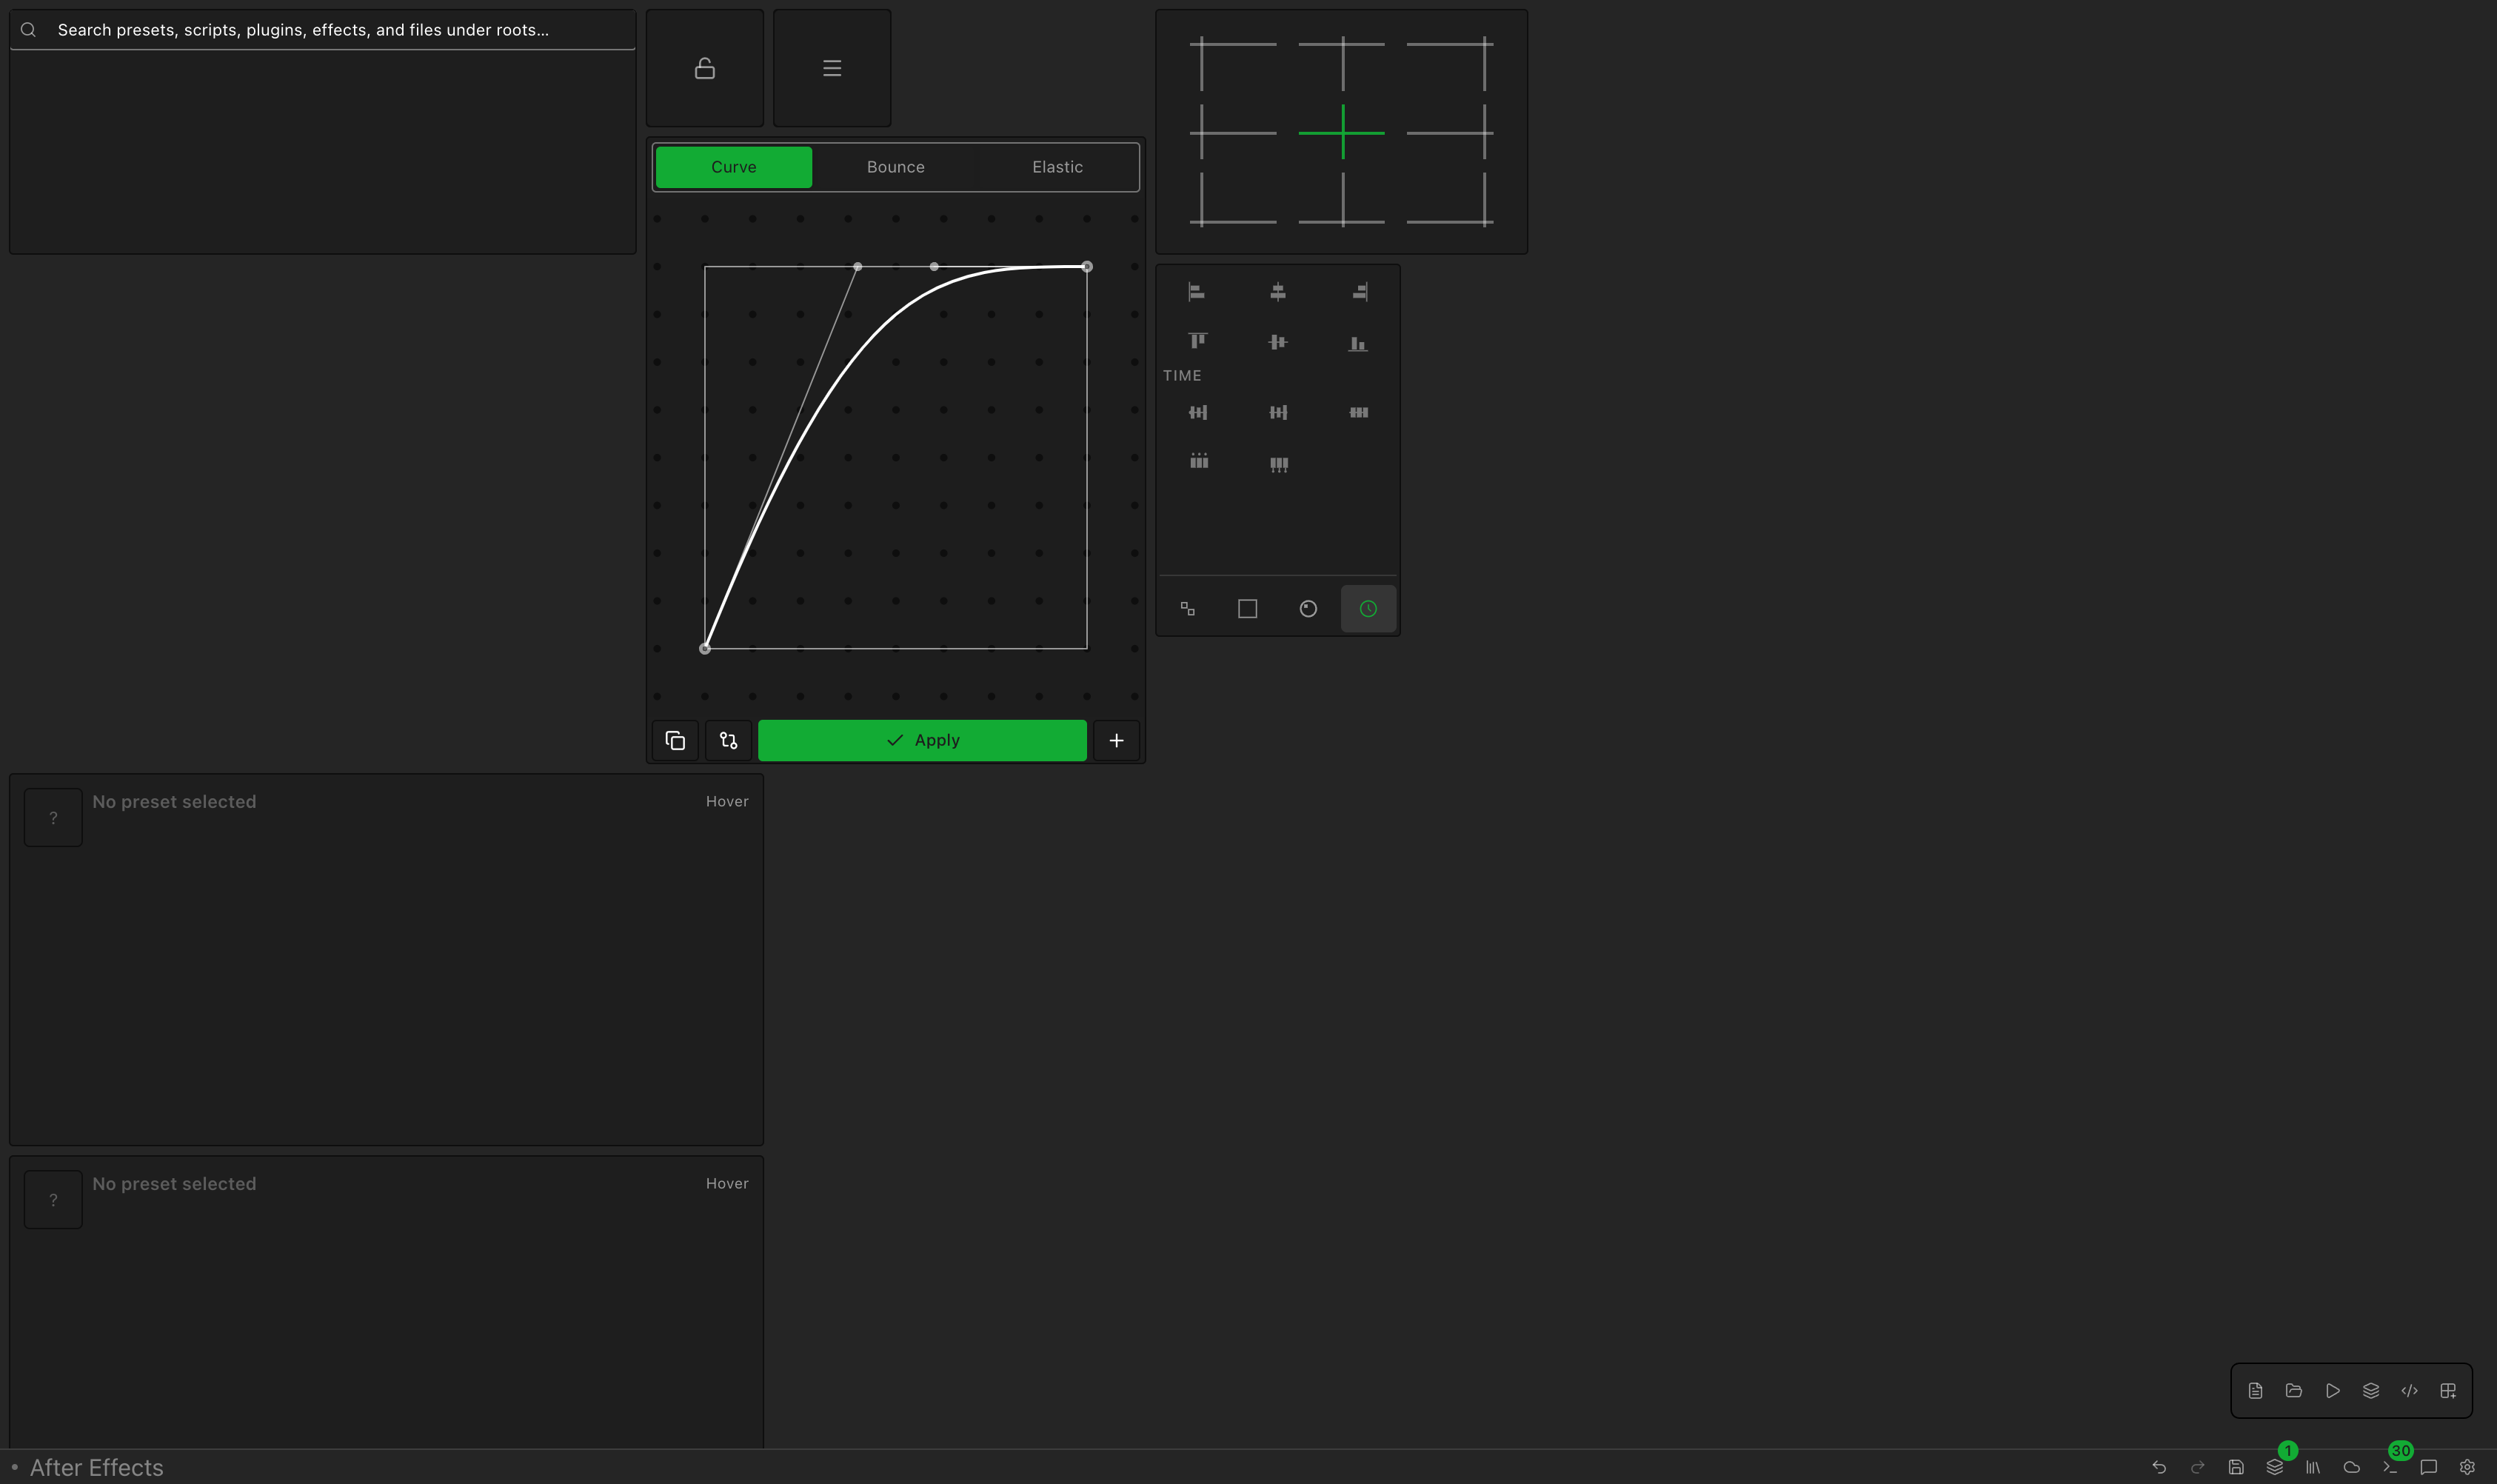 Search presets, scripts, plugins, effects, and files under roots...
Curve
Bounce
Elastic
TIME
Apply
? No preset selected Hover
? No preset selected Hover
After Effects
1
30